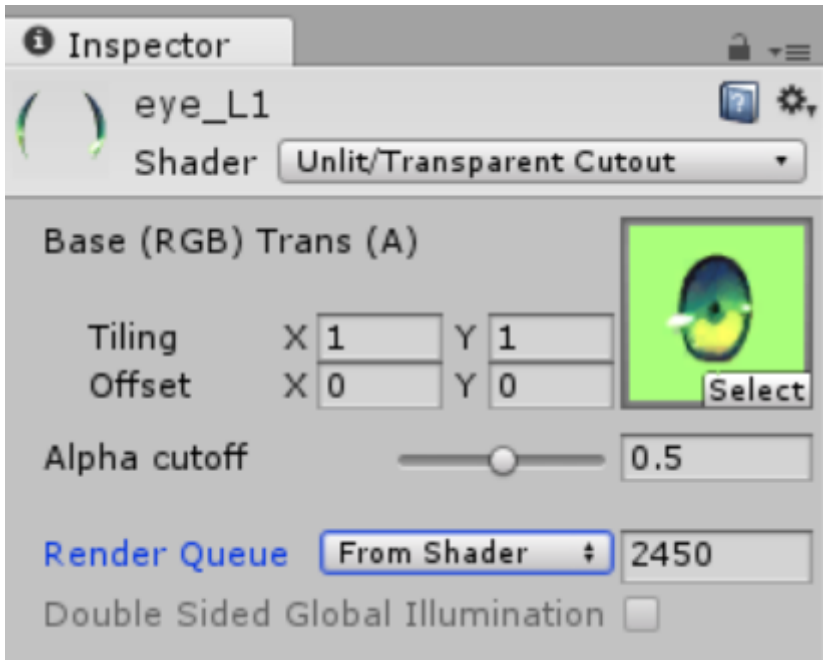 Inspector
eye_L1
Shader Unlit/Transparent Cutout
Base (RGB) Trans (A)
Tiling X 1 Y 1
Offset X 0 Y 0
Select
Alpha cutoff 0.5
Render Queue From Shader 2450
Double Sided Global Illumination